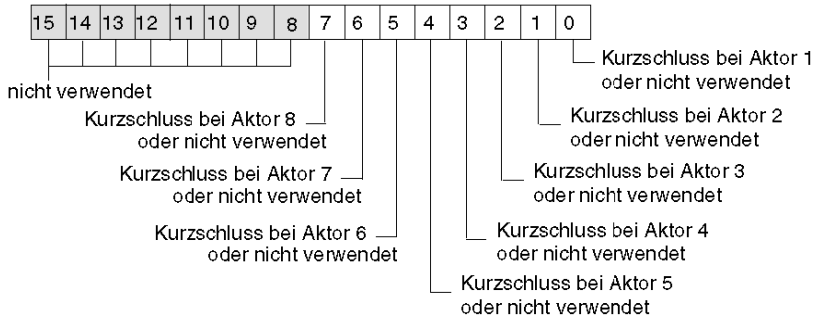 15 14 13 12 11 10 9 8 7 6 5 4 3 2 1 0
Kurzschluss bei Aktor 1
oder nicht verwendet
nicht verwendet
Kurzschluss bei Aktor 8
oder nicht verwendet
Kurzschluss bei Aktor 2
oder nicht verwendet
Kurzschluss bei Aktor 7
oder nicht verwendet
Kurzschluss bei Aktor 3
oder nicht verwendet
Kurzschluss bei Aktor 6
oder nicht verwendet
Kurzschluss bei Aktor 4
oder nicht verwendet
Kurzschluss bei Aktor 5
oder nicht verwendet